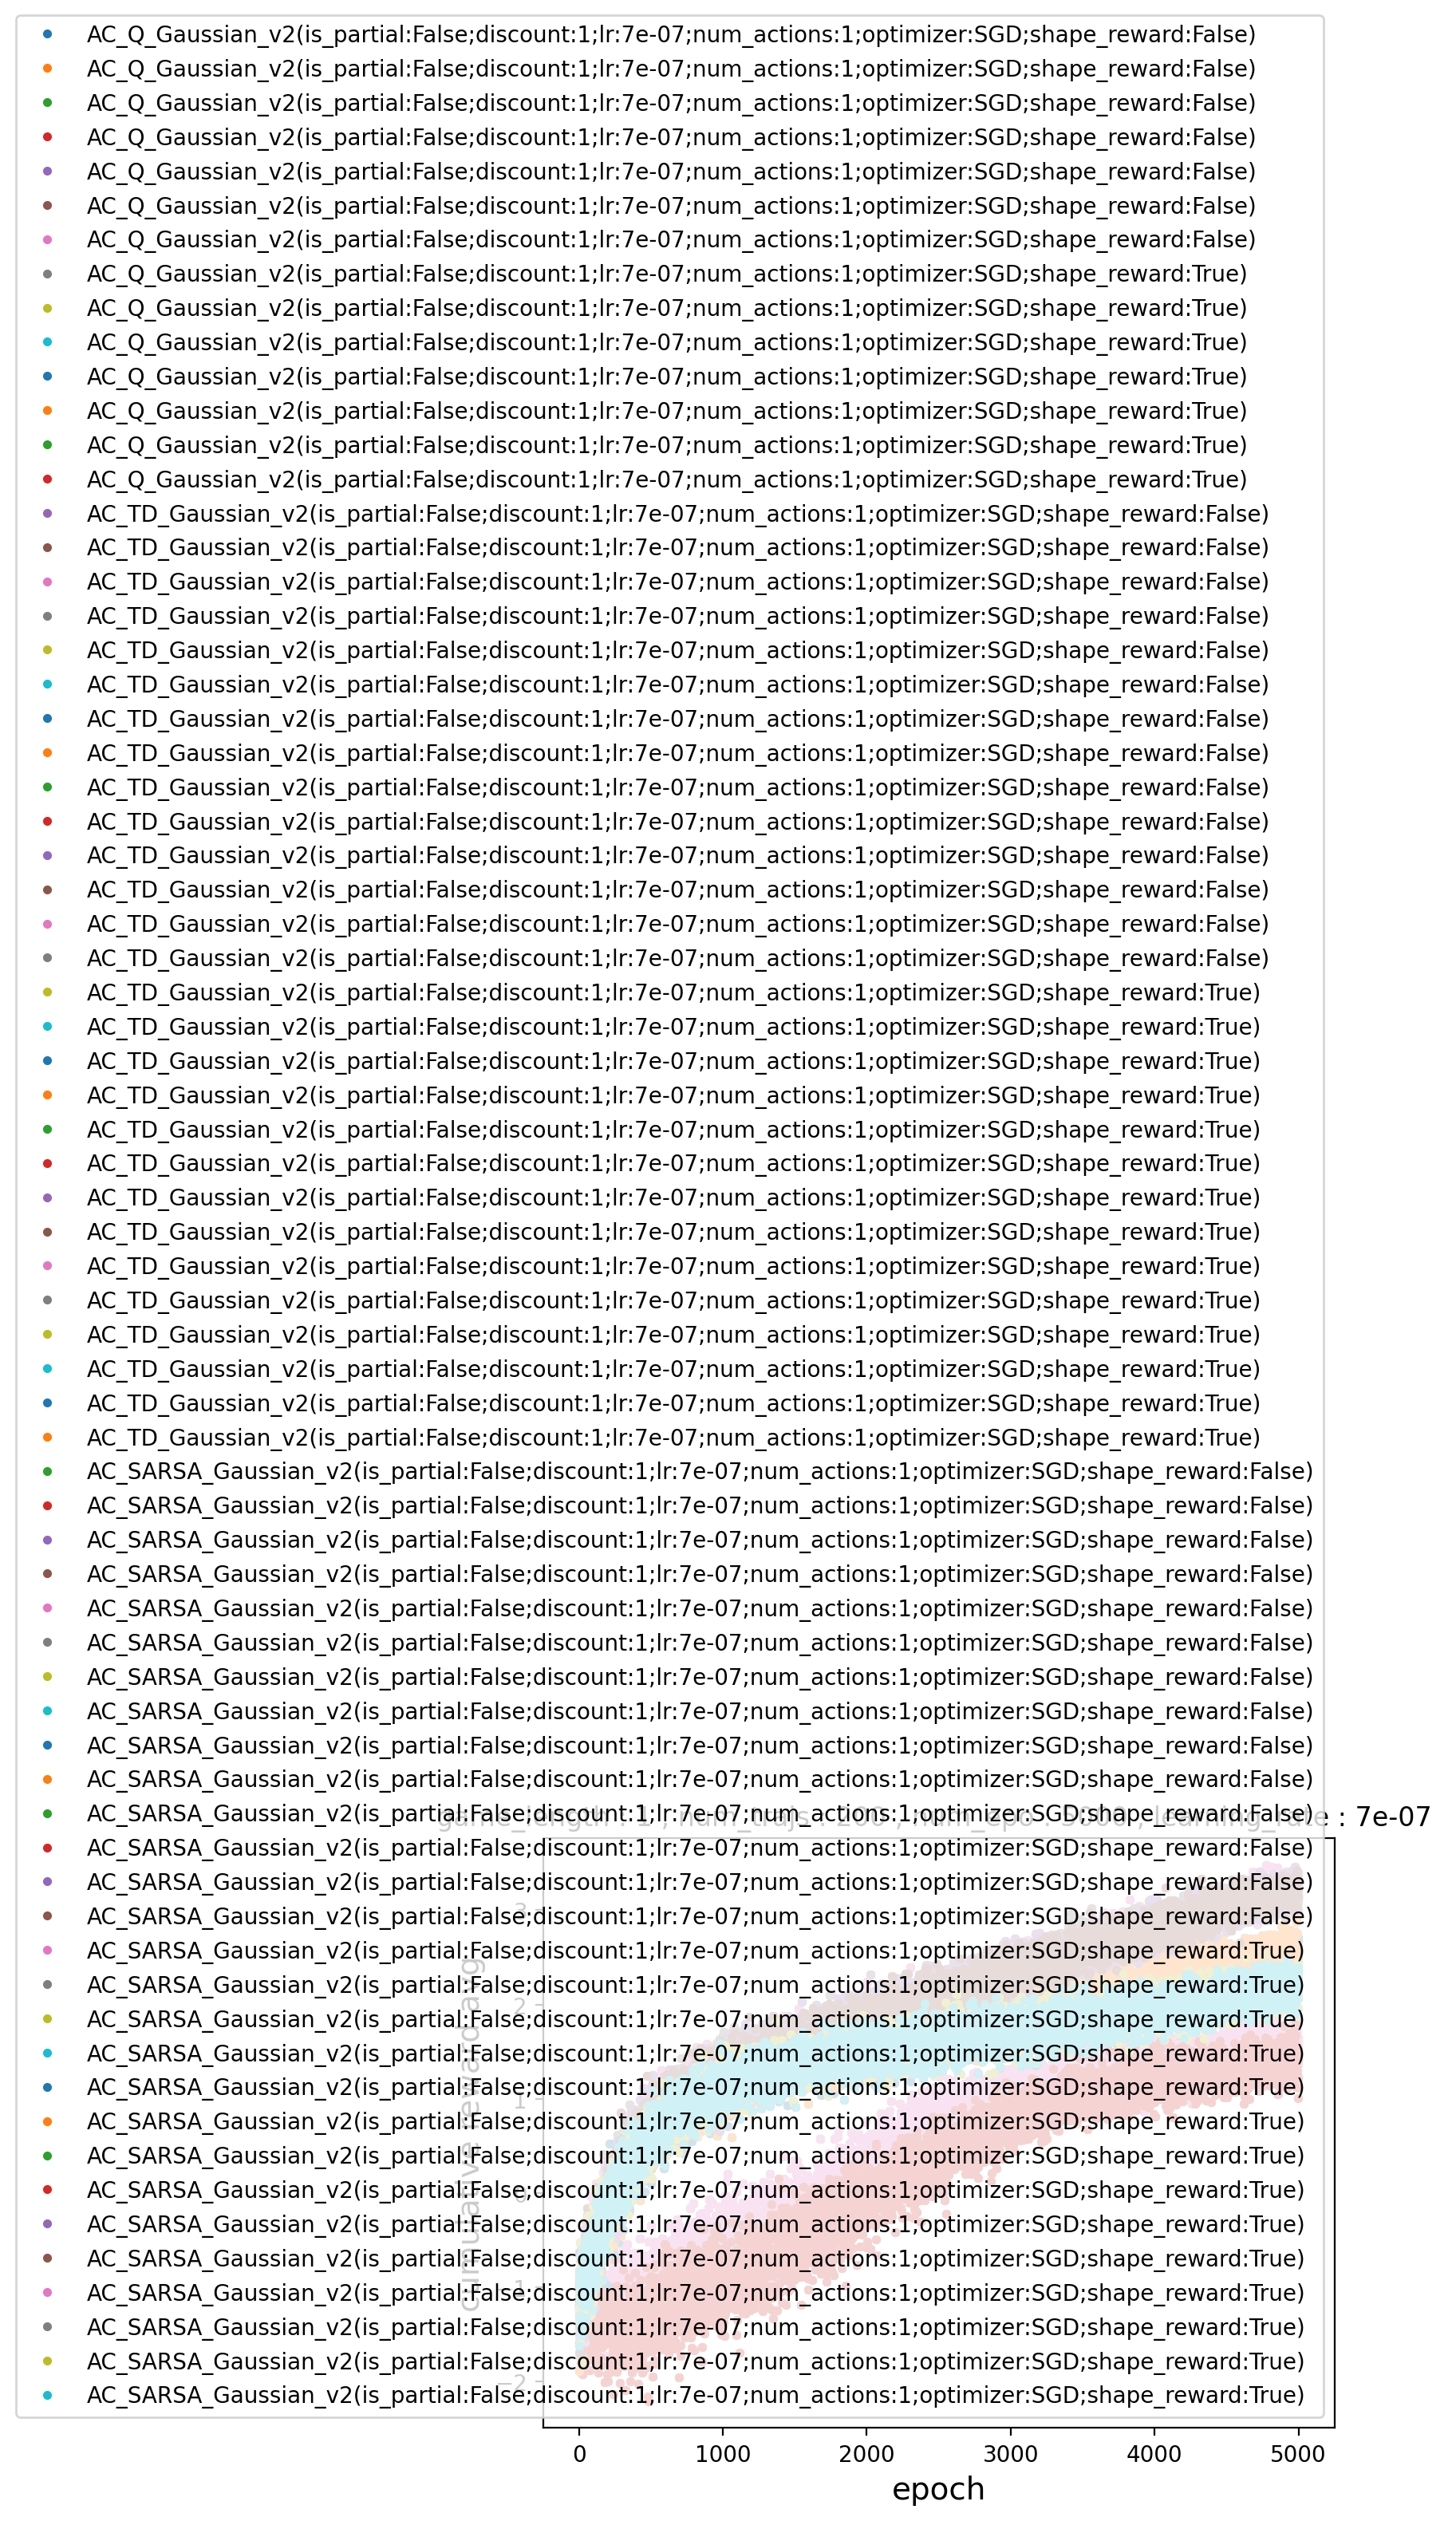 AC_Q_Gaussian_v2(is_partial:False;discount:1;lr:7e-07;num_actions:1;optimizer:SGD;shape_reward:False)
AC_Q_Gaussian_v2(is_partial:False;discount:1;lr:7e-07;num_actions:1;optimizer:SGD;shape_reward:False)
AC_Q_Gaussian_v2(is_partial:False;discount:1;lr:7e-07;num_actions:1;optimizer:SGD;shape_reward:False)
AC_Q_Gaussian_v2(is_partial:False;discount:1;lr:7e-07;num_actions:1;optimizer:SGD;shape_reward:False)
AC_Q_Gaussian_v2(is_partial:False;discount:1;lr:7e-07;num_actions:1;optimizer:SGD;shape_reward:False)
AC_Q_Gaussian_v2(is_partial:False;discount:1;lr:7e-07;num_actions:1;optimizer:SGD;shape_reward:False)
AC_Q_Gaussian_v2(is_partial:False;discount:1;lr:7e-07;num_actions:1;optimizer:SGD;shape_reward:False)
AC_Q_Gaussian_v2(is_partial:False;discount:1;lr:7e-07;num_actions:1;optimizer:SGD;shape_reward:True)
AC_Q_Gaussian_v2(is_partial:False;discount:1;lr:7e-07;num_actions:1;optimizer:SGD;shape_reward:True)
AC_Q_Gaussian_v2(is_partial:False;discount:1;lr:7e-07;num_actions:1;optimizer:SGD;shape_reward:True)
AC_Q_Gaussian_v2(is_partial:False;discount:1;lr:7e-07;num_actions:1;optimizer:SGD;shape_reward:True)
AC_Q_Gaussian_v2(is_partial:False;discount:1;lr:7e-07;num_actions:1;optimizer:SGD;shape_reward:True)
AC_Q_Gaussian_v2(is_partial:False;discount:1;lr:7e-07;num_actions:1;optimizer:SGD;shape_reward:True)
AC_Q_Gaussian_v2(is_partial:False;discount:1;lr:7e-07;num_actions:1;optimizer:SGD;shape_reward:True)
AC_TD_Gaussian_v2(is_partial:False;discount:1;lr:7e-07;num_actions:1;optimizer:SGD;shape_reward:False)
AC_TD_Gaussian_v2(is_partial:False;discount:1;lr:7e-07;num_actions:1;optimizer:SGD;shape_reward:False)
AC_TD_Gaussian_v2(is_partial:False;discount:1;lr:7e-07;num_actions:1;optimizer:SGD;shape_reward:False)
AC_TD_Gaussian_v2(is_partial:False;discount:1;lr:7e-07;num_actions:1;optimizer:SGD;shape_reward:False)
AC_TD_Gaussian_v2(is_partial:False;discount:1;lr:7e-07;num_actions:1;optimizer:SGD;shape_reward:False)
AC_TD_Gaussian_v2(is_partial:False;discount:1;lr:7e-07;num_actions:1;optimizer:SGD;shape_reward:False)
AC_TD_Gaussian_v2(is_partial:False;discount:1;lr:7e-07;num_actions:1;optimizer:SGD;shape_reward:False)
AC_TD_Gaussian_v2(is_partial:False;discount:1;lr:7e-07;num_actions:1;optimizer:SGD;shape_reward:False)
AC_TD_Gaussian_v2(is_partial:False;discount:1;lr:7e-07;num_actions:1;optimizer:SGD;shape_reward:False)
AC_TD_Gaussian_v2(is_partial:False;discount:1;lr:7e-07;num_actions:1;optimizer:SGD;shape_reward:False)
AC_TD_Gaussian_v2(is_partial:False;discount:1;lr:7e-07;num_actions:1;optimizer:SGD;shape_reward:False)
AC_TD_Gaussian_v2(is_partial:False;discount:1;lr:7e-07;num_actions:1;optimizer:SGD;shape_reward:False)
AC_TD_Gaussian_v2(is_partial:False;discount:1;lr:7e-07;num_actions:1;optimizer:SGD;shape_reward:False)
AC_TD_Gaussian_v2(is_partial:False;discount:1;lr:7e-07;num_actions:1;optimizer:SGD;shape_reward:False)
AC_TD_Gaussian_v2(is_partial:False;discount:1;lr:7e-07;num_actions:1;optimizer:SGD;shape_reward:True)
AC_TD_Gaussian_v2(is_partial:False;discount:1;lr:7e-07;num_actions:1;optimizer:SGD;shape_reward:True)
AC_TD_Gaussian_v2(is_partial:False;discount:1;lr:7e-07;num_actions:1;optimizer:SGD;shape_reward:True)
AC_TD_Gaussian_v2(is_partial:False;discount:1;lr:7e-07;num_actions:1;optimizer:SGD;shape_reward:True)
AC_TD_Gaussian_v2(is_partial:False;discount:1;lr:7e-07;num_actions:1;optimizer:SGD;shape_reward:True)
AC_TD_Gaussian_v2(is_partial:False;discount:1;lr:7e-07;num_actions:1;optimizer:SGD;shape_reward:True)
AC_TD_Gaussian_v2(is_partial:False;discount:1;lr:7e-07;num_actions:1;optimizer:SGD;shape_reward:True)
AC_TD_Gaussian_v2(is_partial:False;discount:1;lr:7e-07;num_actions:1;optimizer:SGD;shape_reward:True)
AC_TD_Gaussian_v2(is_partial:False;discount:1;lr:7e-07;num_actions:1;optimizer:SGD;shape_reward:True)
AC_TD_Gaussian_v2(is_partial:False;discount:1;lr:7e-07;num_actions:1;optimizer:SGD;shape_reward:True)
AC_TD_Gaussian_v2(is_partial:False;discount:1;lr:7e-07;num_actions:1;optimizer:SGD;shape_reward:True)
AC_TD_Gaussian_v2(is_partial:False;discount:1;lr:7e-07;num_actions:1;optimizer:SGD;shape_reward:True)
AC_TD_Gaussian_v2(is_partial:False;discount:1;lr:7e-07;num_actions:1;optimizer:SGD;shape_reward:True)
AC_TD_Gaussian_v2(is_partial:False;discount:1;lr:7e-07;num_actions:1;optimizer:SGD;shape_reward:True)
AC_SARSA_Gaussian_v2(is_partial:False;discount:1;lr:7e-07;num_actions:1;optimizer:SGD;shape_reward:False)
AC_SARSA_Gaussian_v2(is_partial:False;discount:1;lr:7e-07;num_actions:1;optimizer:SGD;shape_reward:False)
AC_SARSA_Gaussian_v2(is_partial:False;discount:1;lr:7e-07;num_actions:1;optimizer:SGD;shape_reward:False)
AC_SARSA_Gaussian_v2(is_partial:False;discount:1;lr:7e-07;num_actions:1;optimizer:SGD;shape_reward:False)
AC_SARSA_Gaussian_v2(is_partial:False;discount:1;lr:7e-07;num_actions:1;optimizer:SGD;shape_reward:False)
AC_SARSA_Gaussian_v2(is_partial:False;discount:1;lr:7e-07;num_actions:1;optimizer:SGD;shape_reward:False)
AC_SARSA_Gaussian_v2(is_partial:False;discount:1;lr:7e-07;num_actions:1;optimizer:SGD;shape_reward:False)
AC_SARSA_Gaussian_v2(is_partial:False;discount:1;lr:7e-07;num_actions:1;optimizer:SGD;shape_reward:False)
AC_SARSA_Gaussian_v2(is_partial:False;discount:1;lr:7e-07;num_actions:1;optimizer:SGD;shape_reward:False)
AC_SARSA_Gaussian_v2(is_partial:False;discount:1;lr:7e-07;num_actions:1;optimizer:SGD;shape_reward:False)
AC_SARSA_Gaussian_v2(is_partial:False;discount:1;lr:7e-07;num_actions:1;optimizer:SGD;shape_reward:False)
AC_SARSA_Gaussian_v2(is_partial:False;discount:1;lr:7e-07;num_actions:1;optimizer:SGD;shape_reward:False)
AC_SARSA_Gaussian_v2(is_partial:False;discount:1;lr:7e-07;num_actions:1;optimizer:SGD;shape_reward:False)
AC_SARSA_Gaussian_v2(is_partial:False;discount:1;lr:7e-07;num_actions:1;optimizer:SGD;shape_reward:False)
AC_SARSA_Gaussian_v2(is_partial:False;discount:1;lr:7e-07;num_actions:1;optimizer:SGD;shape_reward:True)
AC_SARSA_Gaussian_v2(is_partial:False;discount:1;lr:7e-07;num_actions:1;optimizer:SGD;shape_reward:True)
AC_SARSA_Gaussian_v2(is_partial:False;discount:1;lr:7e-07;num_actions:1;optimizer:SGD;shape_reward:True)
AC_SARSA_Gaussian_v2(is_partial:False;discount:1;lr:7e-07;num_actions:1;optimizer:SGD;shape_reward:True)
AC_SARSA_Gaussian_v2(is_partial:False;discount:1;lr:7e-07;num_actions:1;optimizer:SGD;shape_reward:True)
AC_SARSA_Gaussian_v2(is_partial:False;discount:1;lr:7e-07;num_actions:1;optimizer:SGD;shape_reward:True)
AC_SARSA_Gaussian_v2(is_partial:False;discount:1;lr:7e-07;num_actions:1;optimizer:SGD;shape_reward:True)
AC_SARSA_Gaussian_v2(is_partial:False;discount:1;lr:7e-07;num_actions:1;optimizer:SGD;shape_reward:True)
AC_SARSA_Gaussian_v2(is_partial:False;discount:1;lr:7e-07;num_actions:1;optimizer:SGD;shape_reward:True)
AC_SARSA_Gaussian_v2(is_partial:False;discount:1;lr:7e-07;num_actions:1;optimizer:SGD;shape_reward:True)
AC_SARSA_Gaussian_v2(is_partial:False;discount:1;lr:7e-07;num_actions:1;optimizer:SGD;shape_reward:True)
AC_SARSA_Gaussian_v2(is_partial:False;discount:1;lr:7e-07;num_actions:1;optimizer:SGD;shape_reward:True)
AC_SARSA_Gaussian_v2(is_partial:False;discount:1;lr:7e-07;num_actions:1;optimizer:SGD;shape_reward:True)
AC_SARSA_Gaussian_v2(is_partial:False;discount:1;lr:7e-07;num_actions:1;optimizer:SGD;shape_reward:True)
game_length : 1 , num_trajs : 200 , num_epo : 5000 , learning_rate : 7e-07
cumulative reward avg
3
2
1
0
−1
−2
0 1000 2000 3000 4000 5000
epoch